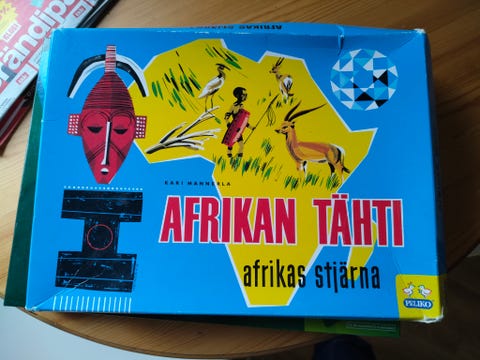 KARI MANNERLA
AFRIKAN TÄHTI
afrikas stjärna
PELIKO